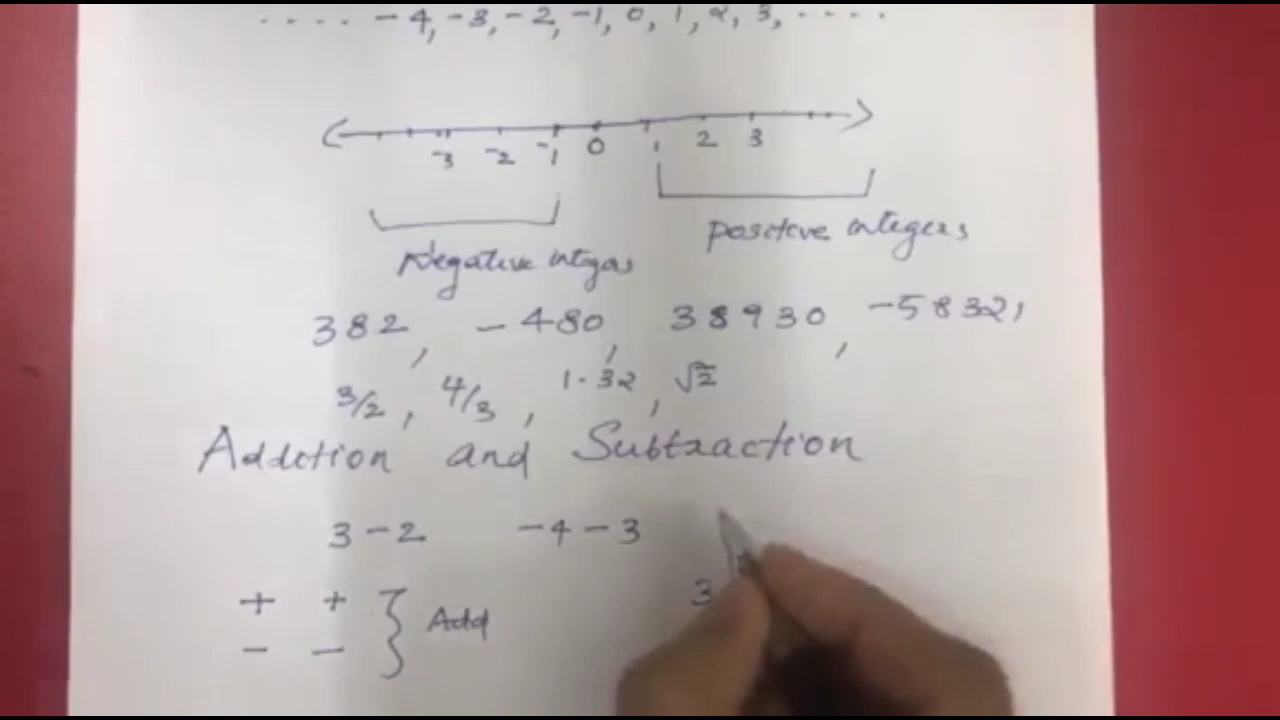 .... -4, -3, -2, -1, 0, 1, 2, 3, ....
-3 -2 -1 0 1 2 3
Negative integers
positive integers
382, -480, 38930, -58321
3/2, 4/3, 1.32, √2
Addition and Subtraction
3-2 -4-3
+ + } Add
- -
3